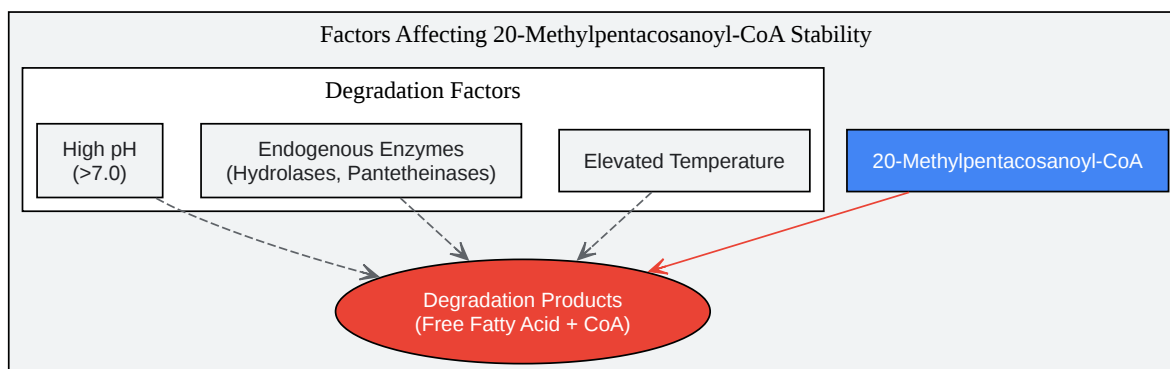 Factors Affecting 20-Methylpentacosanoyl-CoA Stability
Degradation Factors
High pH
(>7.0)
Endogenous Enzymes
(Hydrolases, Pantetheinases)
Elevated Temperature
20-Methylpentacosanoyl-CoA
Degradation Products
(Free Fatty Acid + CoA)